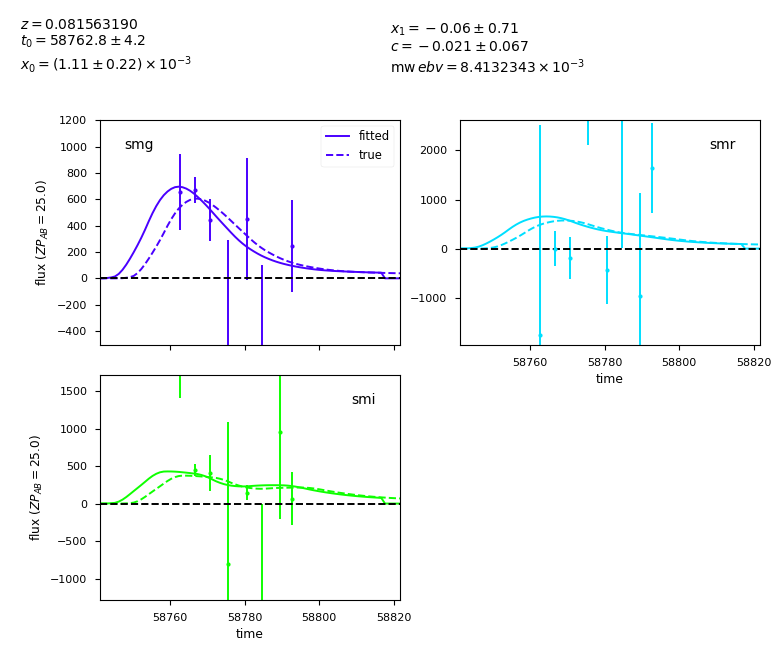 z = 0.081563190
t₀ = 58762.8 ± 4.2
x₀ = (1.11 ± 0.22) × 10⁻³
x₁ = −0.06 ± 0.71
c = −0.021 ± 0.067
mw ebv = 8.4132343 × 10⁻³
smg
fitted
true
1200
1000
800
600
400
200
0
−200
−400
flux (ZP_AB = 25.0)
smr
2000
1000
0
−1000
58760 58780 58800 58820
time
smi
1500
1000
500
0
−500
−1000
flux (ZP_AB = 25.0)
58760 58780 58800 58820
time